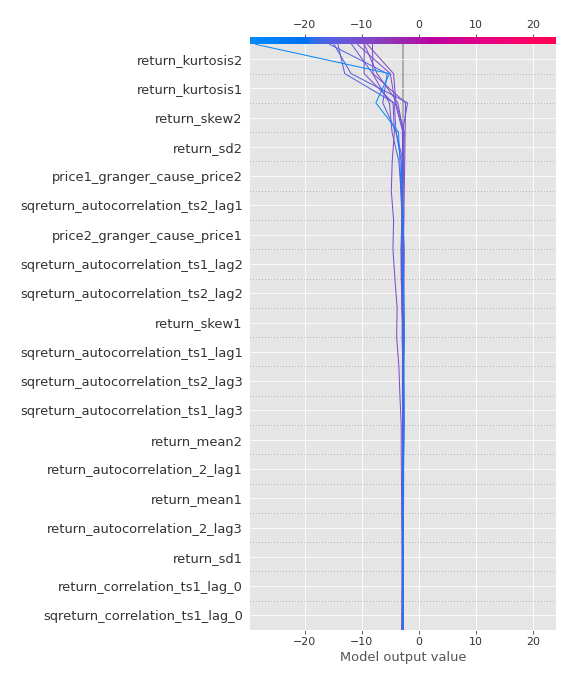 −20 −10 0 10 20
return_kurtosis2
return_kurtosis1
return_skew2
return_sd2
price1_granger_cause_price2
sqreturn_autocorrelation_ts2_lag1
price2_granger_cause_price1
sqreturn_autocorrelation_ts1_lag2
sqreturn_autocorrelation_ts2_lag2
return_skew1
sqreturn_autocorrelation_ts1_lag1
sqreturn_autocorrelation_ts2_lag3
sqreturn_autocorrelation_ts1_lag3
return_mean2
return_autocorrelation_2_lag1
return_mean1
return_autocorrelation_2_lag3
return_sd1
return_correlation_ts1_lag_0
sqreturn_correlation_ts1_lag_0
−20 −10 0 10 20
Model output value